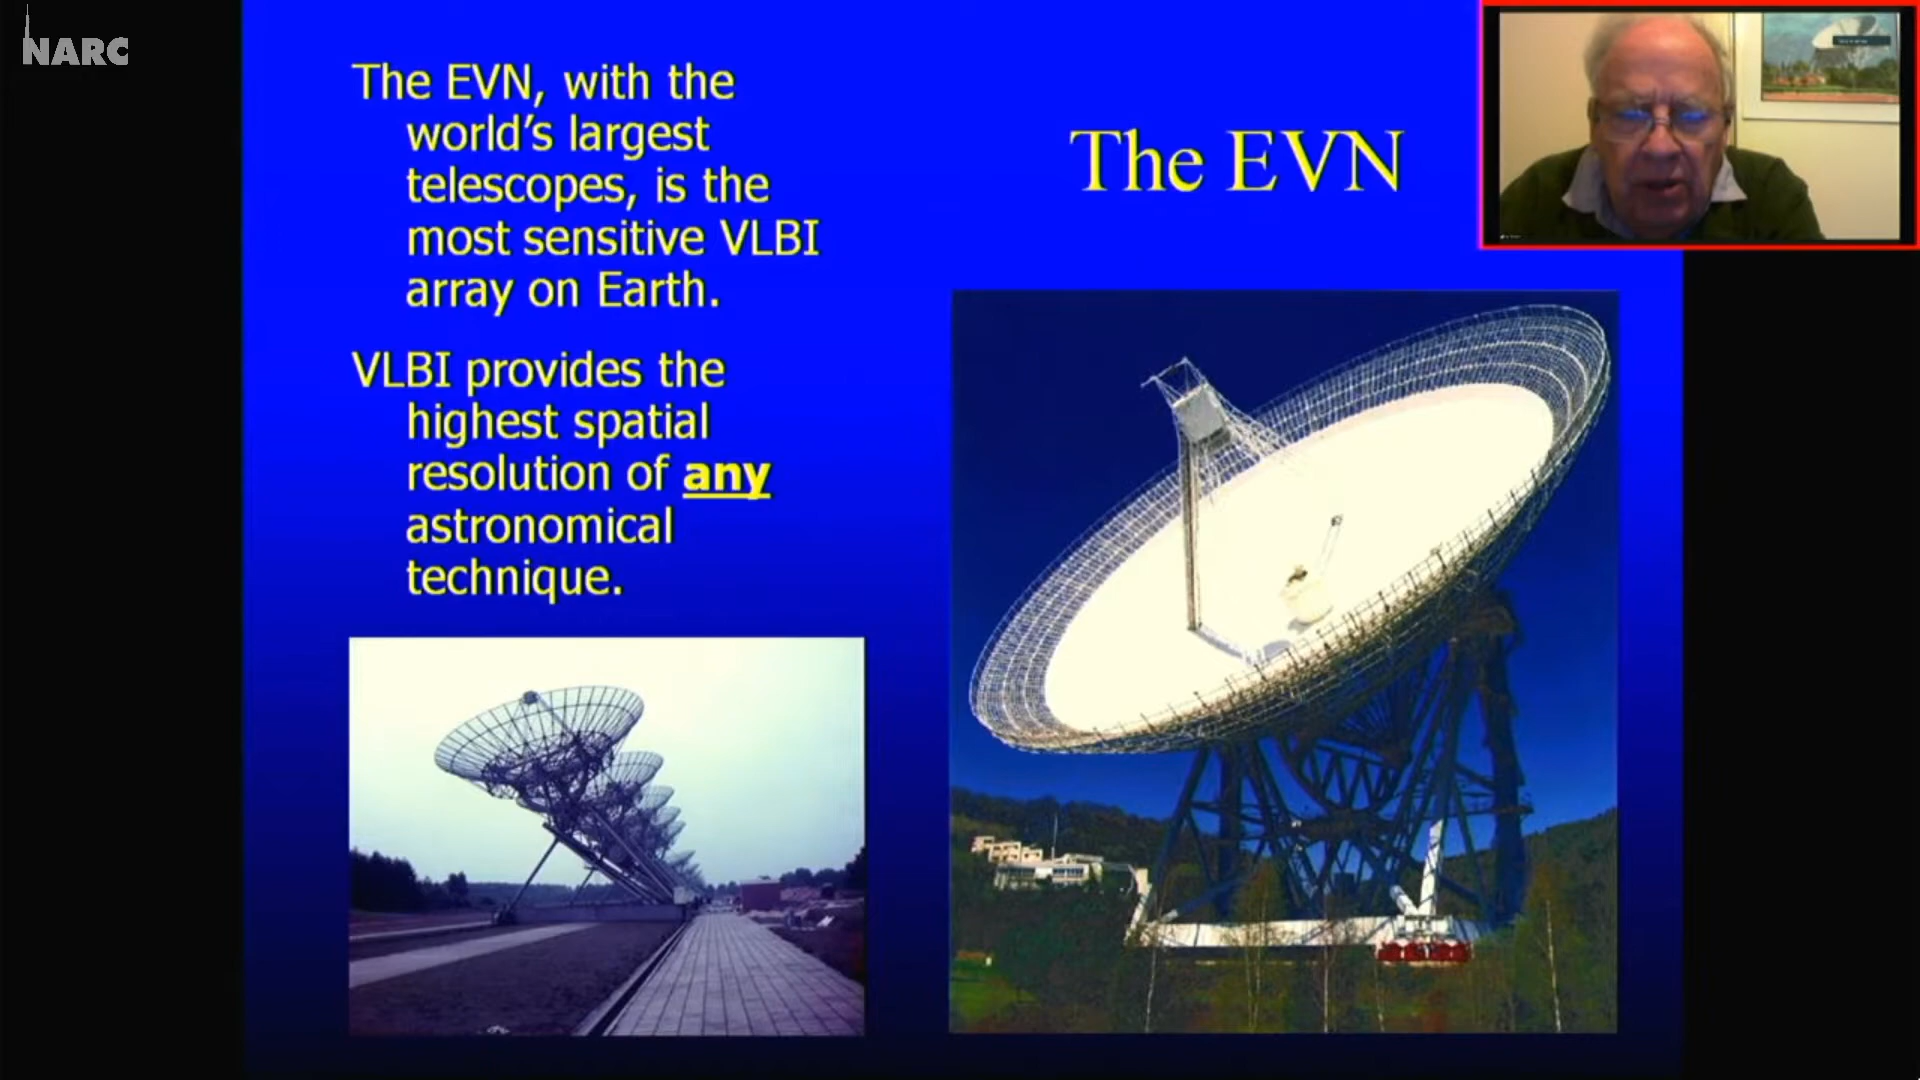 NARC
The EVN, with the
world's largest
telescopes, is the
most sensitive VLBI
array on Earth.
VLBI provides the
highest spatial
resolution of any
astronomical
technique.
The EVN